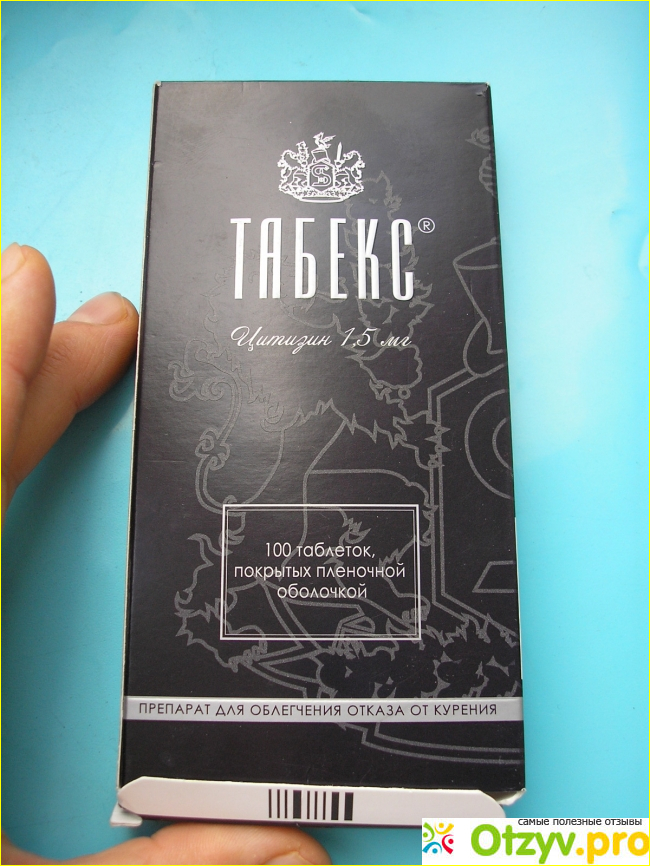 S
ТАБЕКС®
Цитизин 1,5 мг
100 таблеток,
покрытых пленочной
оболочкой
ПРЕПАРАТ ДЛЯ ОБЛЕГЧЕНИЯ ОТКАЗА ОТ КУРЕНИЯ
самые полезные отзывы
Otzyv.pro